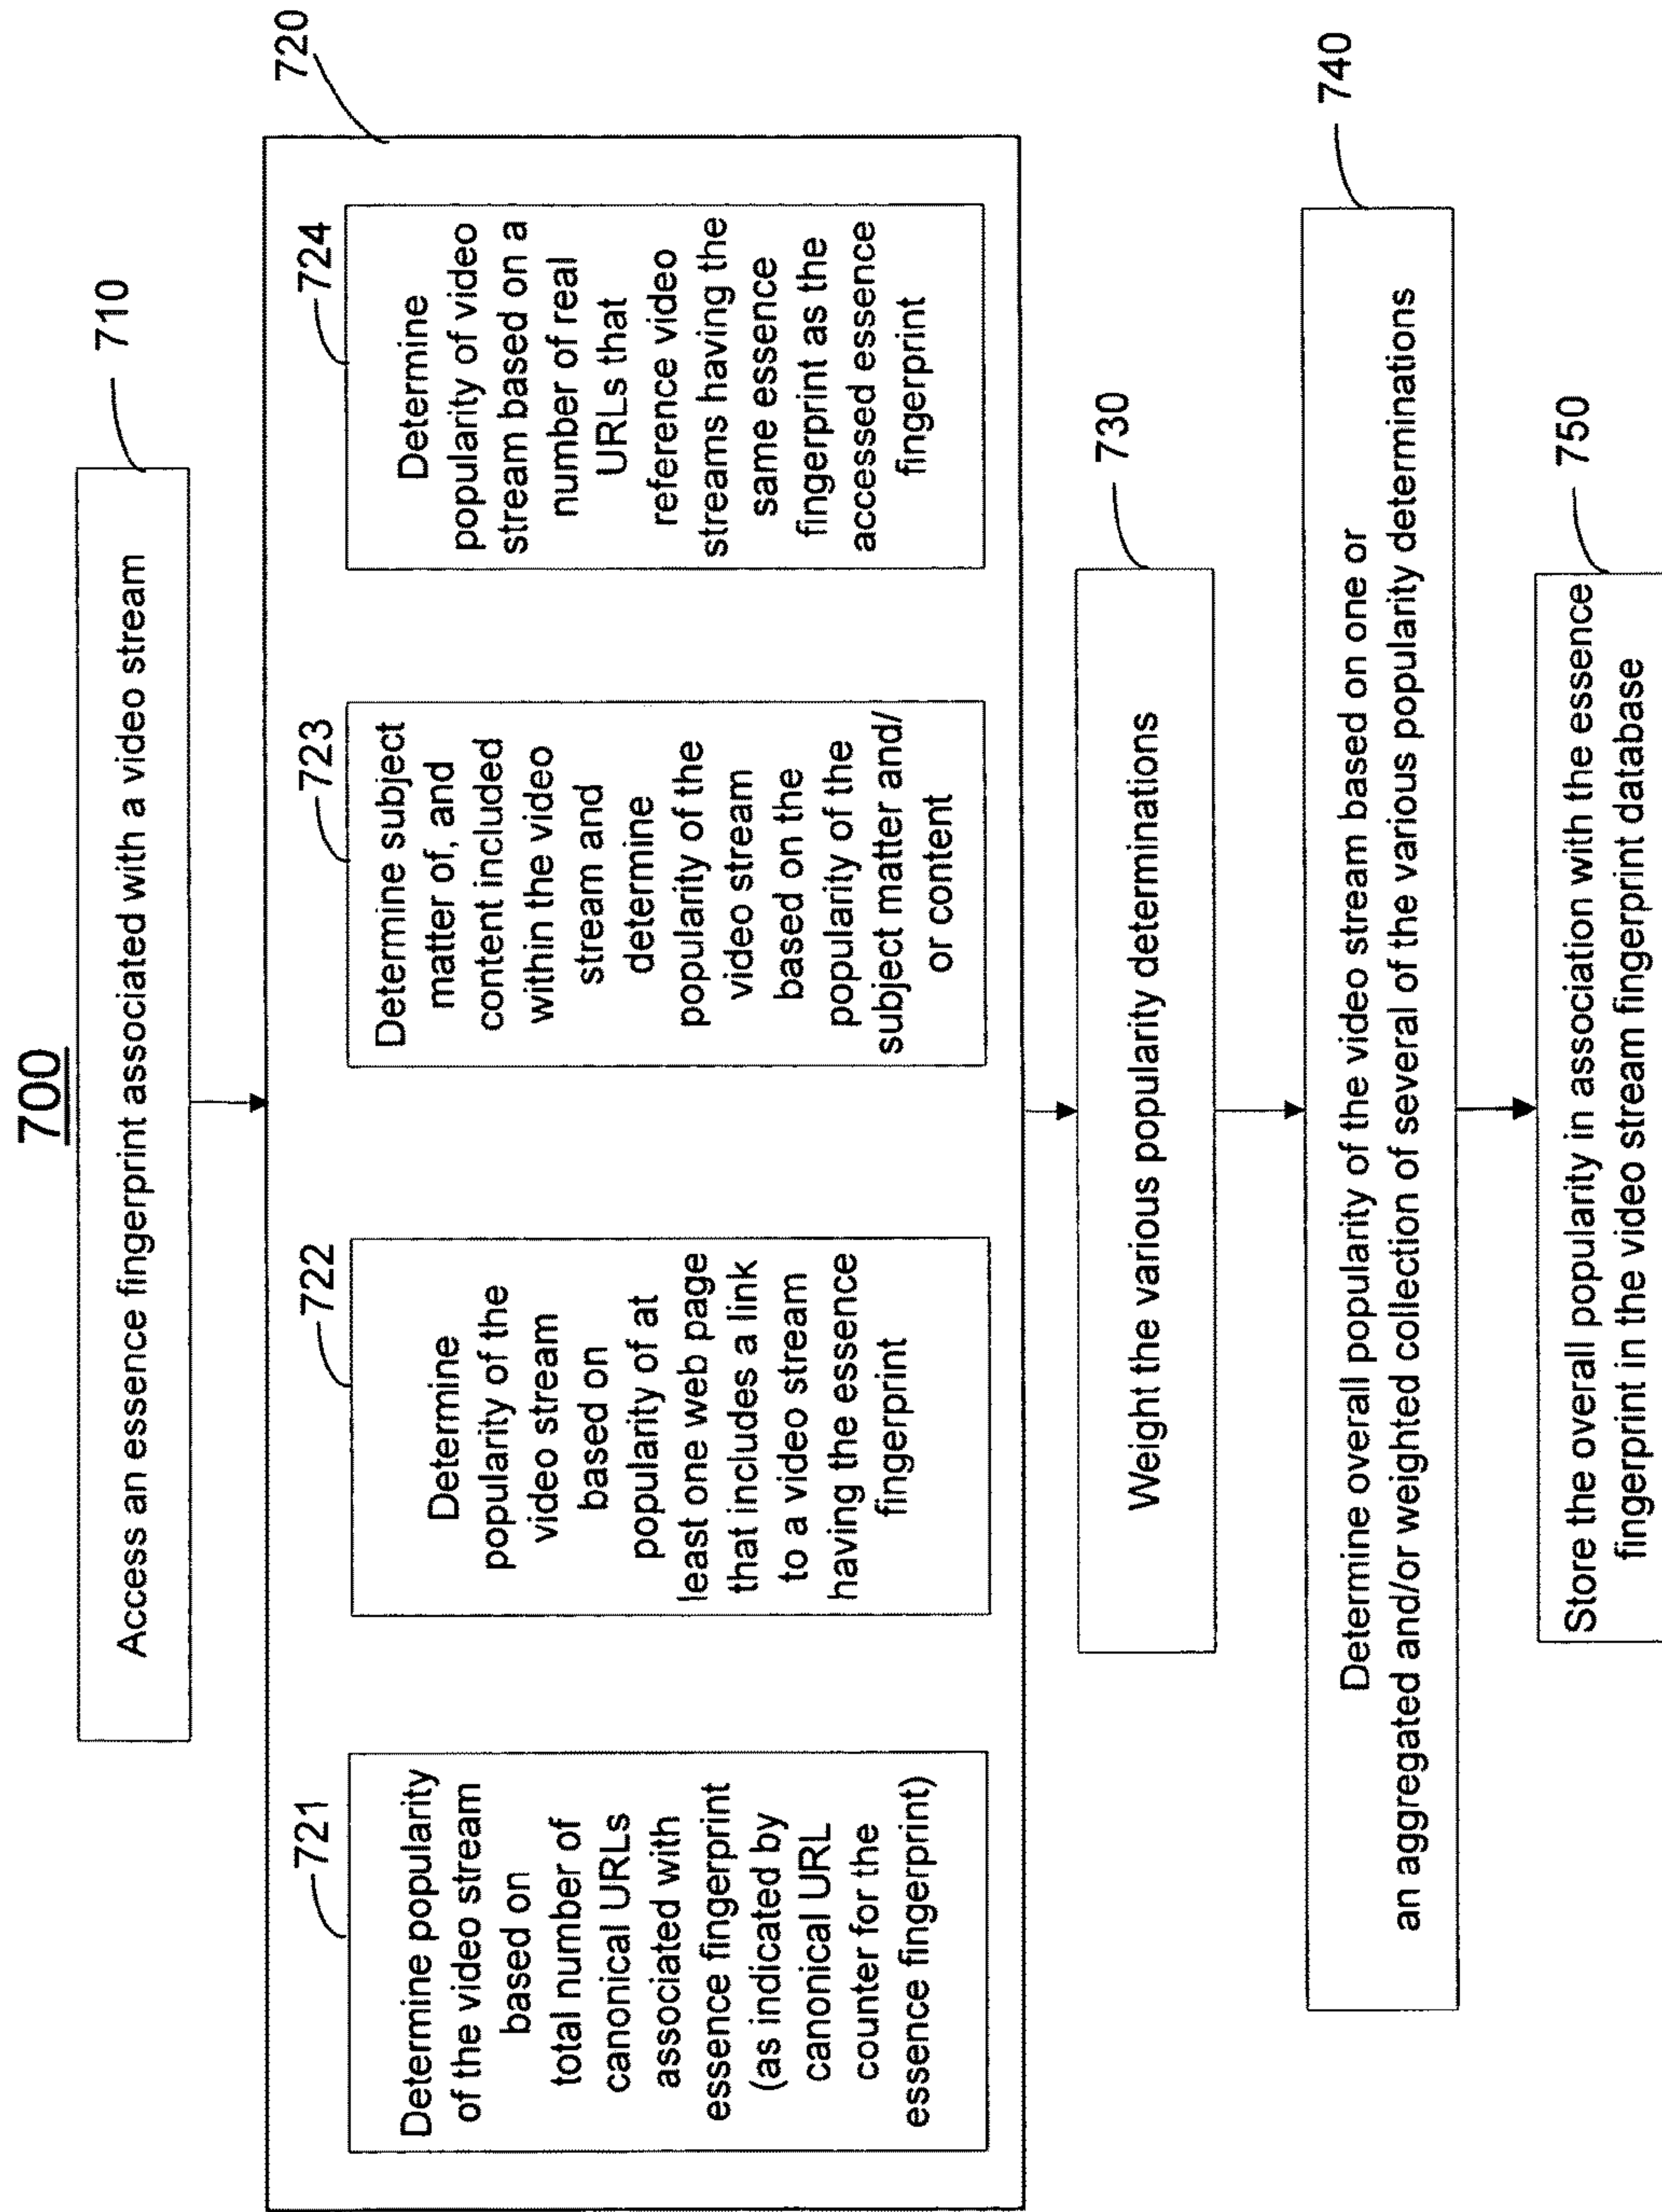 700
Access an essence fingerprint associated with a video stream
710
720
721
Determine popularity
of the video stream
based on
total number of
canonical URLs
associated with
essence fingerprint
(as indicated by
canonical URL
counter for the
essence fingerprint)
722
Determine
popularity of the
video stream
based on
popularity of at
least one web page
that includes a link
to a video stream
having the essence
fingerprint
723
Determine subject
matter of, and
content included
within the video
stream and
determine
popularity of the
video stream
based on the
popularity of the
subject matter and/
or content
724
Determine
popularity of video
stream based on a
number of real
URLs that
reference video
streams having the
same essence
fingerprint as the
accessed essence
fingerprint
Weight the various popularity determinations
730
Determine overall popularity of the video stream based on one or
an aggregated and/or weighted collection of several of the various popularity determinations
740
Store the overall popularity in association with the essence
fingerprint in the video stream fingerprint database
750